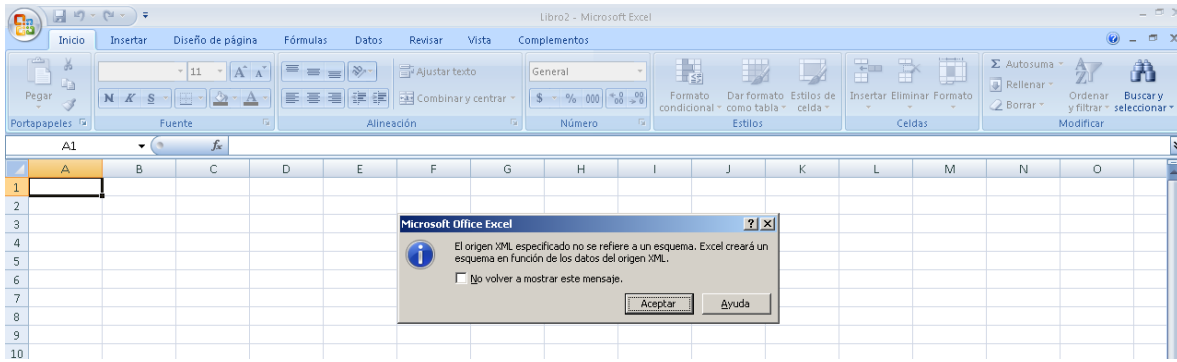 Libro2 - Microsoft Excel
Inicio Insertar Diseño de página Fórmulas Datos Revisar Vista Complementos
11 A A Ajustar texto General Σ Autosuma
Pegar Rellenar
N K S A Combinar y centrar $ % 000 Formato condicional Dar formato como tabla Estilos de celda Insertar Eliminar Formato Borrar Ordenar y filtrar Buscar y seleccionar
Portapapeles Fuente Alineación Número Estilos Celdas Modificar
A1 fx
A B C D E F G H I J K L M N O
1
2
3
4
5
6
7
8
9
10
Microsoft Office Excel
El origen XML especificado no se refiere a un esquema. Excel creará un
esquema en función de los datos del origen XML.
No volver a mostrar este mensaje.
Aceptar Ayuda